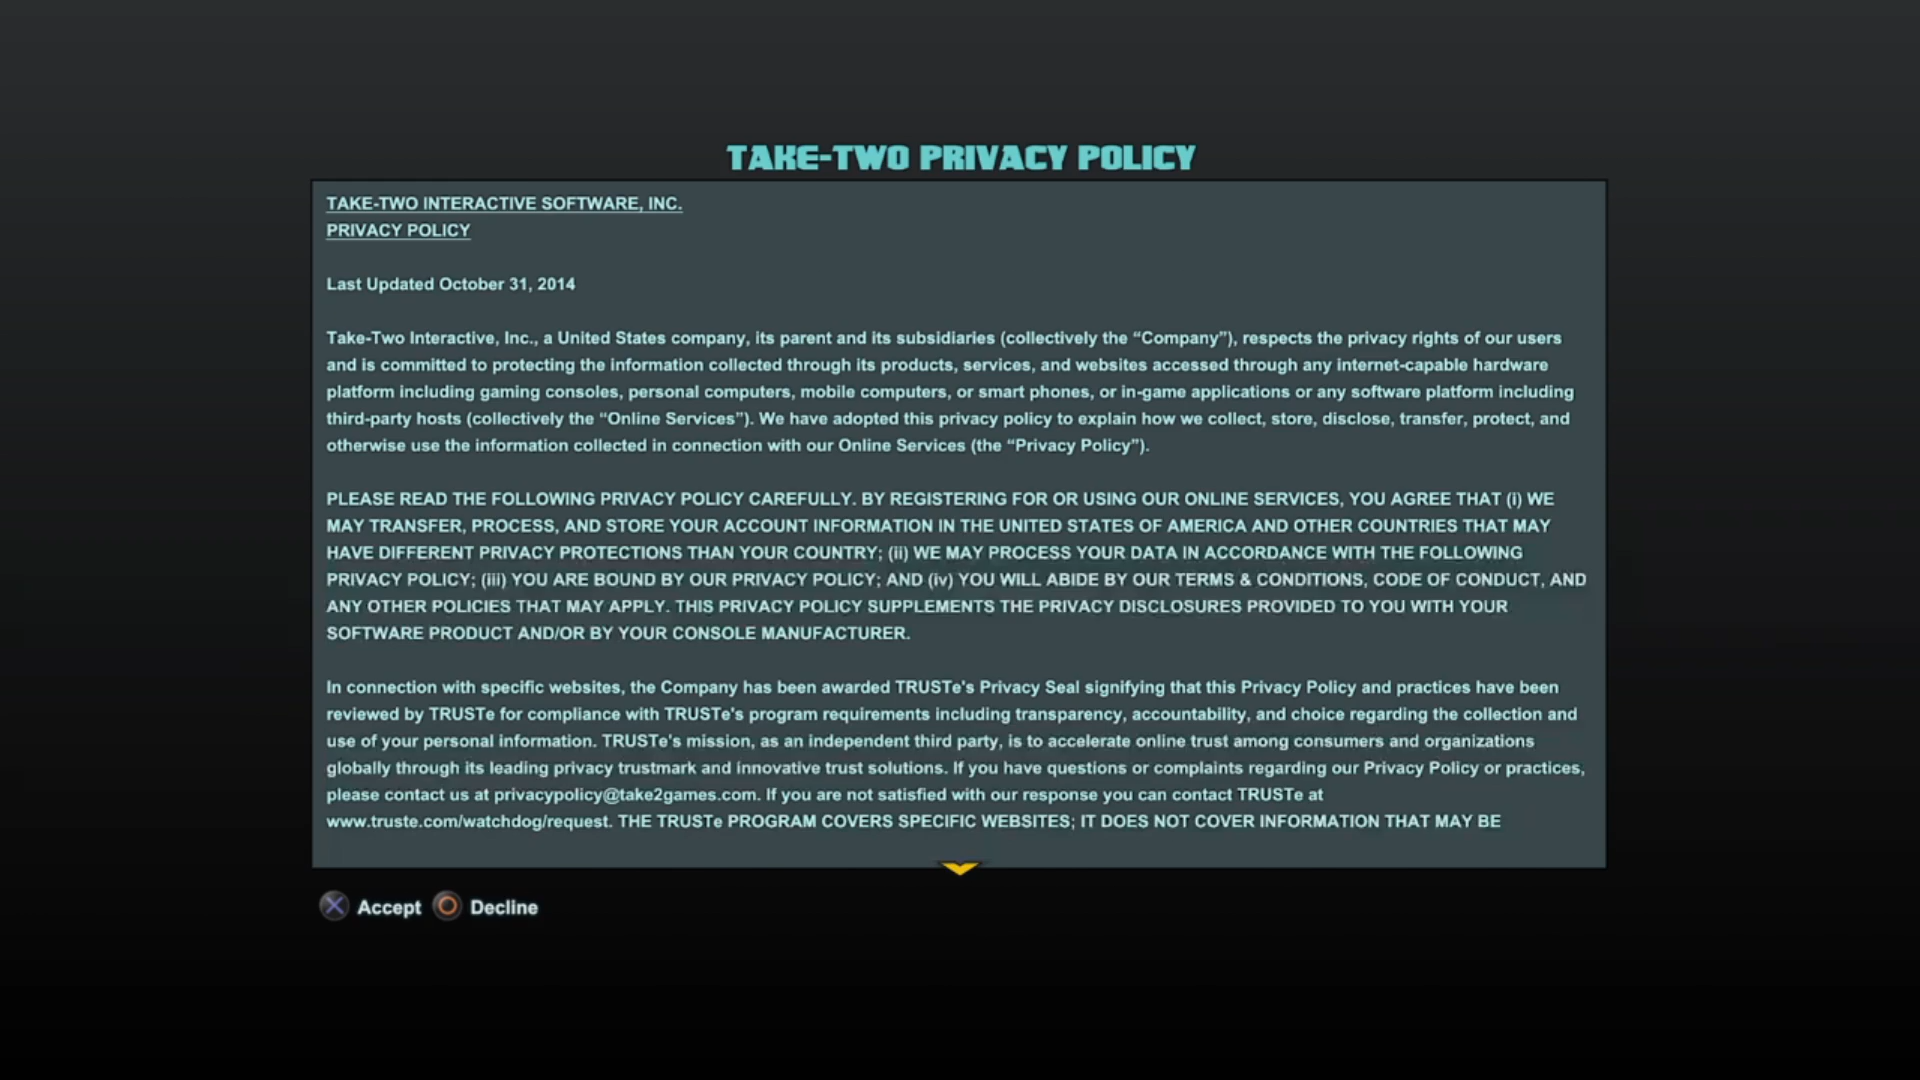 TAKE-TWO PRIVACY POLICY
TAKE-TWO INTERACTIVE SOFTWARE, INC.
PRIVACY POLICY
Last Updated October 31, 2014
Take-Two Interactive, Inc., a United States company, its parent and its subsidiaries (collectively the “Company”), respects the privacy rights of our users
and is committed to protecting the information collected through its products, services, and websites accessed through any internet-capable hardware
platform including gaming consoles, personal computers, mobile computers, or smart phones, or in-game applications or any software platform including
third-party hosts (collectively the “Online Services”). We have adopted this privacy policy to explain how we collect, store, disclose, transfer, protect, and
otherwise use the information collected in connection with our Online Services (the “Privacy Policy”).
PLEASE READ THE FOLLOWING PRIVACY POLICY CAREFULLY. BY REGISTERING FOR OR USING OUR ONLINE SERVICES, YOU AGREE THAT (i) WE
MAY TRANSFER, PROCESS, AND STORE YOUR ACCOUNT INFORMATION IN THE UNITED STATES OF AMERICA AND OTHER COUNTRIES THAT MAY
HAVE DIFFERENT PRIVACY PROTECTIONS THAN YOUR COUNTRY; (ii) WE MAY PROCESS YOUR DATA IN ACCORDANCE WITH THE FOLLOWING
PRIVACY POLICY; (iii) YOU ARE BOUND BY OUR PRIVACY POLICY; AND (iv) YOU WILL ABIDE BY OUR TERMS & CONDITIONS, CODE OF CONDUCT, AND
ANY OTHER POLICIES THAT MAY APPLY. THIS PRIVACY POLICY SUPPLEMENTS THE PRIVACY DISCLOSURES PROVIDED TO YOU WITH YOUR
SOFTWARE PRODUCT AND/OR BY YOUR CONSOLE MANUFACTURER.
In connection with specific websites, the Company has been awarded TRUSTe's Privacy Seal signifying that this Privacy Policy and practices have been
reviewed by TRUSTe for compliance with TRUSTe's program requirements including transparency, accountability, and choice regarding the collection and
use of your personal information. TRUSTe's mission, as an independent third party, is to accelerate online trust among consumers and organizations
globally through its leading privacy trustmark and innovative trust solutions. If you have questions or complaints regarding our Privacy Policy or practices,
please contact us at privacypolicy@take2games.com. If you are not satisfied with our response you can contact TRUSTe at
www.truste.com/watchdog/request. THE TRUSTe PROGRAM COVERS SPECIFIC WEBSITES; IT DOES NOT COVER INFORMATION THAT MAY BE
Accept Decline